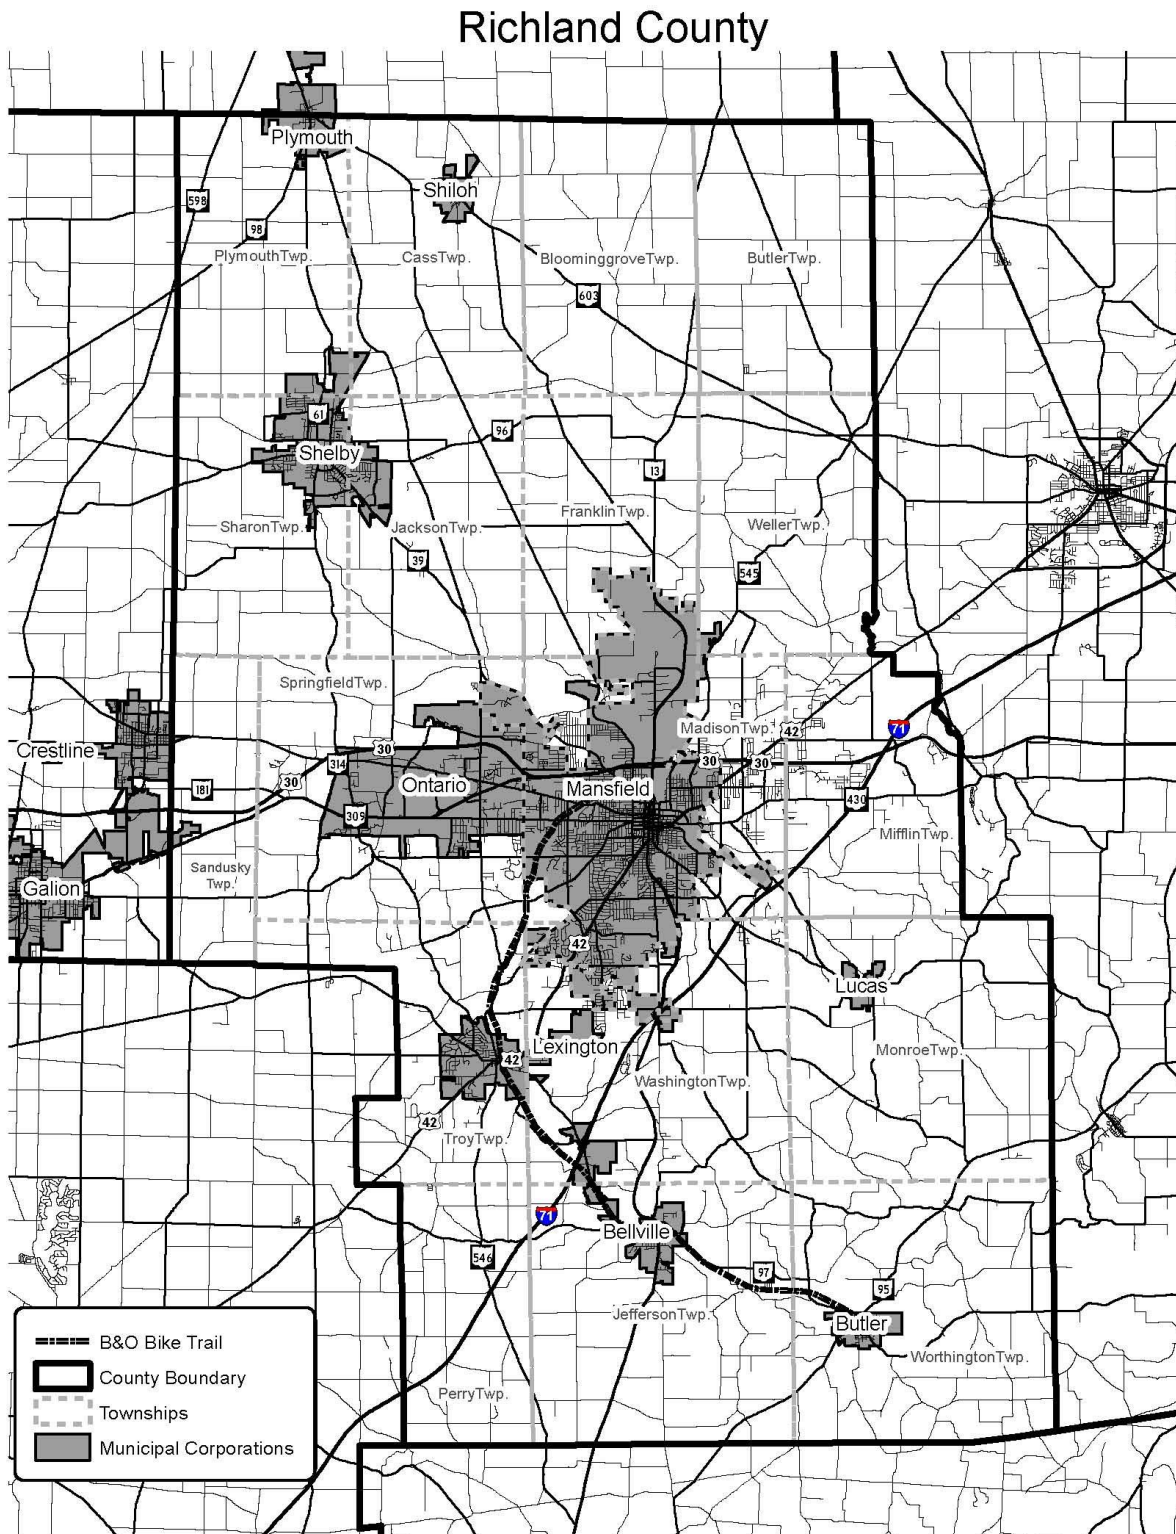 Richland County
Plymouth
Shiloh
598
98
PlymouthTwp.
CassTwp.
BloominggroveTwp.
ButlerTwp.
603
61
96
Shelby
13
SharonTwp.
JacksonTwp.
FranklinTwp.
WellerTwp.
39
545
SpringfieldTwp.
MadisonTwp.
42
71
Crestline
30
314
30
30
30
181
30
Ontario
Mansfield
430
309
MifflinTwp.
Sandusky
Twp.
Galion
42
Lucas
Lexington
42
MonroeTwp.
WashingtonTwp.
42
TroyTwp.
71
Bellville
546
97
95
JeffersonTwp.
Butler
WorthingtonTwp.
PerryTwp.
B&O Bike Trail
County Boundary
Townships
Municipal Corporations